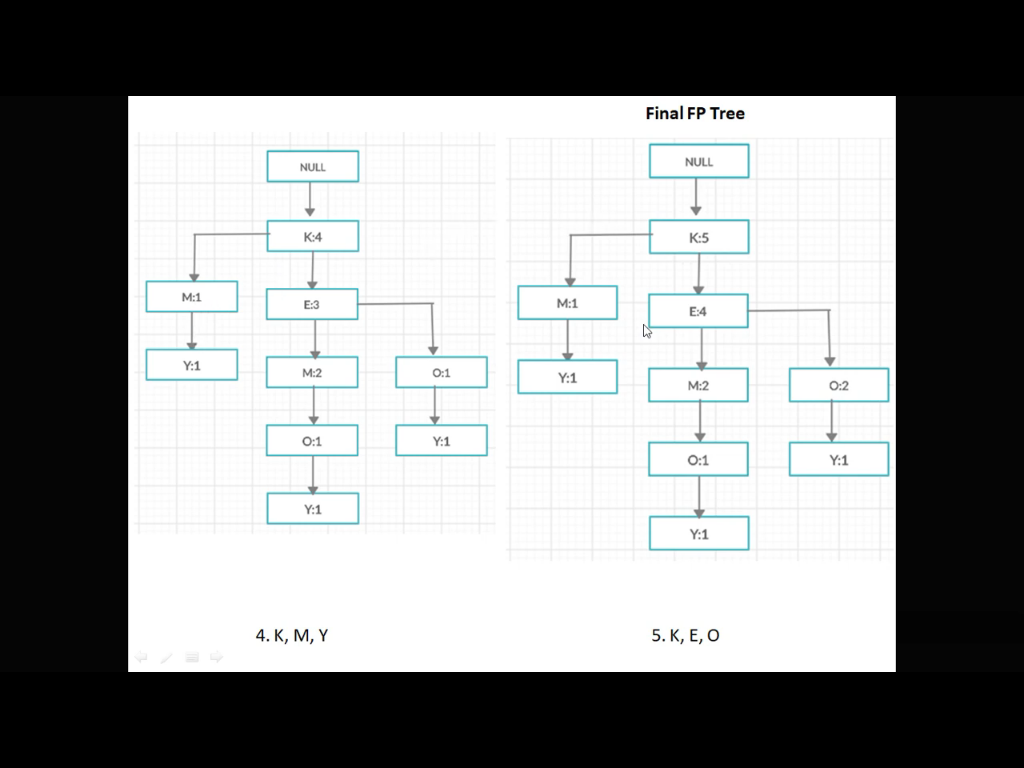 NULL
K:4
M:1
E:3
Y:1
M:2
O:1
O:1
Y:1
Y:1
4. K, M, Y
Final FP Tree
NULL
K:5
M:1
E:4
Y:1
M:2
O:2
O:1
Y:1
Y:1
5. K, E, O